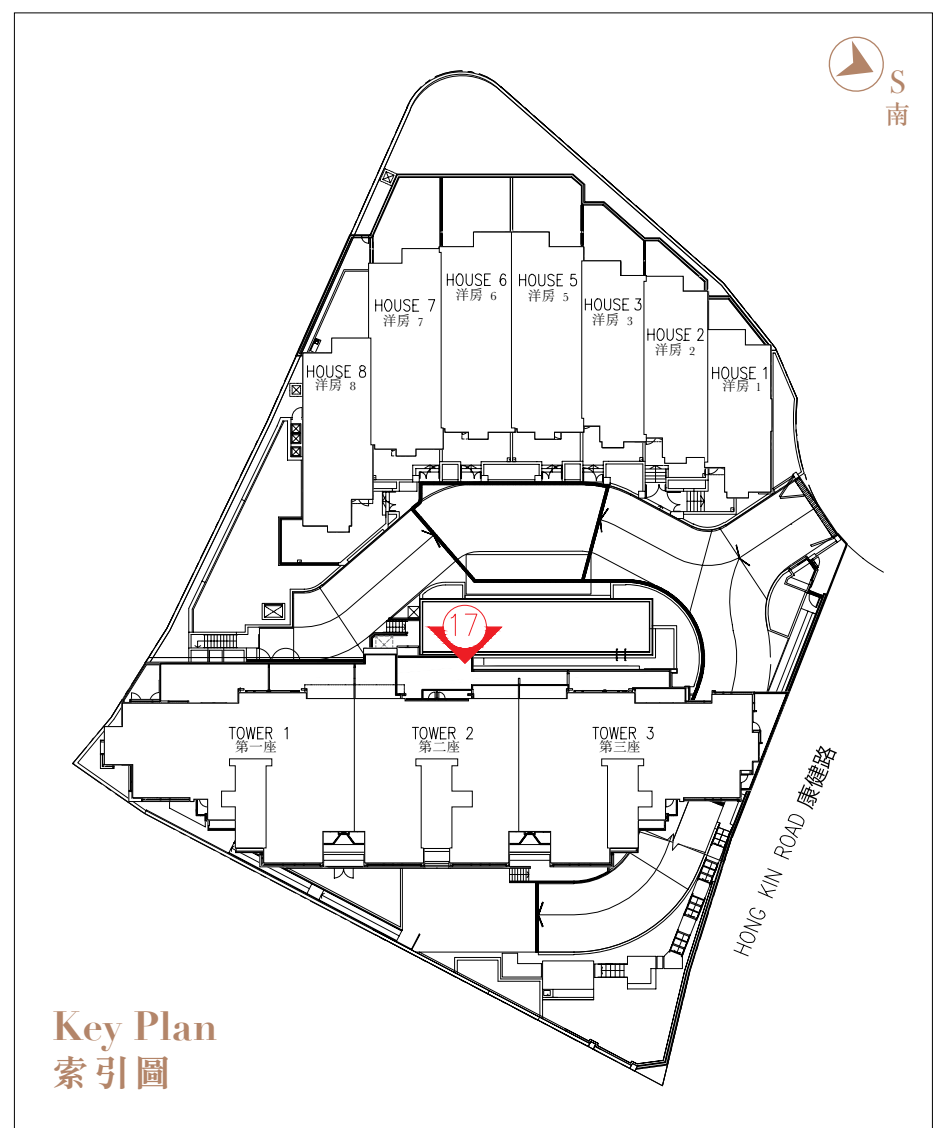 S
南
HOUSE 6
洋房 6
HOUSE 5
洋房 5
HOUSE 7
洋房 7
HOUSE 3
洋房 3
HOUSE 2
洋房 2
HOUSE 8
洋房 8
HOUSE 1
洋房 1
17
TOWER 1
第一座
TOWER 2
第二座
TOWER 3
第三座
HONG KIN ROAD 康健路
Key Plan
索引圖